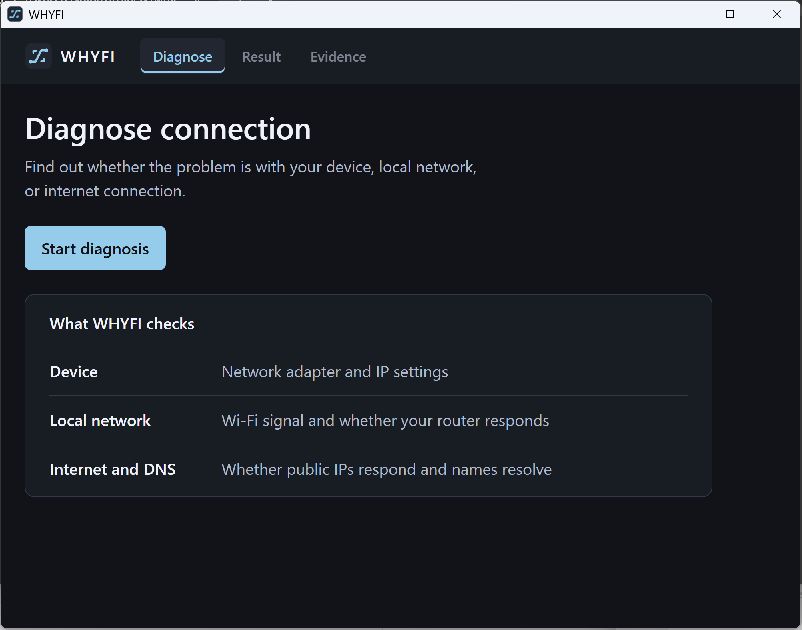 WHYFI
WHYFI Diagnose Result Evidence
Diagnose connection
Find out whether the problem is with your device, local network,
or internet connection.
Start diagnosis
What WHYFI checks
Device Network adapter and IP settings
Local network Wi-Fi signal and whether your router responds
Internet and DNS Whether public IPs respond and names resolve